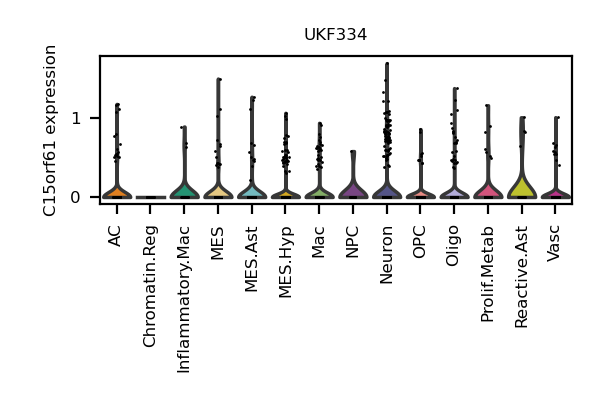 UKF334
C15orf61 expression
1
0
AC
Chromatin.Reg
Inflammatory.Mac
MES
MES.Ast
MES.Hyp
Mac
NPC
Neuron
OPC
Oligo
Prolif.Metab
Reactive.Ast
Vasc